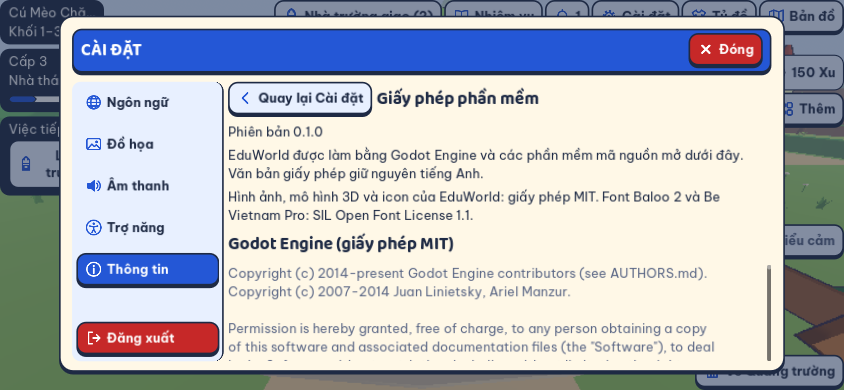 Cú Mèo Chă
Khối 1-3
Nhà trường giao (2)
Nhiệm vụ
1
Cài đặt
Tủ đồ
Bản đồ
CÀI ĐẶT
Đóng
Cấp 3
Nhà thá
150 Xu
Thêm
Việc tiếp
Ngôn ngữ
Đồ họa
Âm thanh
Trợ năng
Thông tin
Đăng xuất
Quay lại Cài đặt
Giấy phép phần mềm
Phiên bản 0.1.0
EduWorld được làm bằng Godot Engine và các phần mềm mã nguồn mở dưới đây.
Văn bản giấy phép giữ nguyên tiếng Anh.
Hình ảnh, mô hình 3D và icon của EduWorld: giấy phép MIT. Font Baloo 2 và Be
Vietnam Pro: SIL Open Font License 1.1.
Godot Engine (giấy phép MIT)
Copyright (c) 2014-present Godot Engine contributors (see AUTHORS.md).
Copyright (c) 2007-2014 Juan Linietsky, Ariel Manzur.
Permission is hereby granted, free of charge, to any person obtaining a copy
of this software and associated documentation files (the "Software"), to deal
iểu cảm
trường